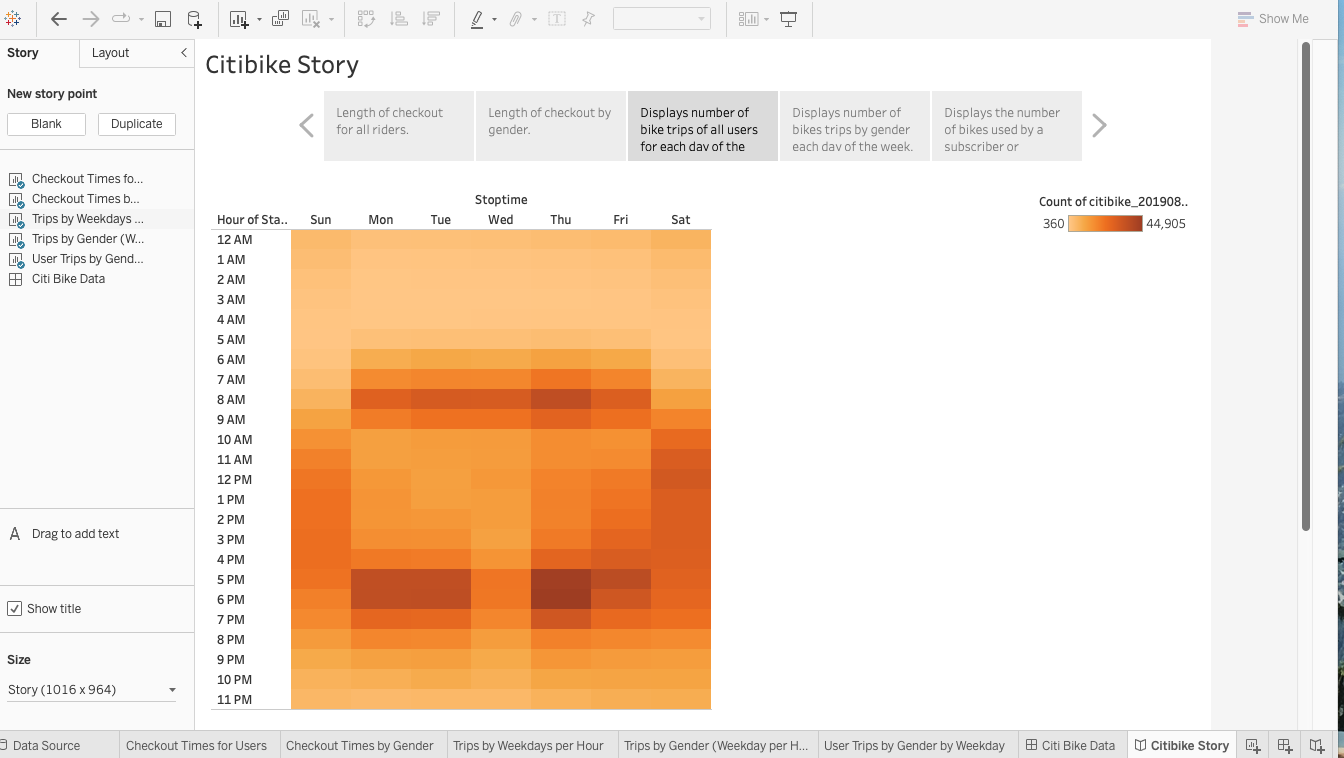 Show Me
Story
Layout
New story point
Blank
Duplicate
Checkout Times fo...
Checkout Times b...
Trips by Weekdays ...
Trips by Gender (W...
User Trips by Gend...
Citi Bike Data
Drag to add text
Show title
Size
Story (1016 x 964)
Citibike Story
Length of checkout
for all riders.
Length of checkout by
gender.
Displays number of
bike trips of all users
for each day of the
Displays number of
bikes trips by gender
each day of the week.
Displays the number
of bikes used by a
subscriber or
Stoptime
Hour of Sta.. Sun Mon Tue Wed Thu Fri Sat
12 AM
1 AM
2 AM
3 AM
4 AM
5 AM
6 AM
7 AM
8 AM
9 AM
10 AM
11 AM
12 PM
1 PM
2 PM
3 PM
4 PM
5 PM
6 PM
7 PM
8 PM
9 PM
10 PM
11 PM
Count of citibike_201908..
360 44,905
Data Source Checkout Times for Users Checkout Times by Gender Trips by Weekdays per Hour Trips by Gender (Weekday per H... User Trips by Gender by Weekday Citi Bike Data Citibike Story